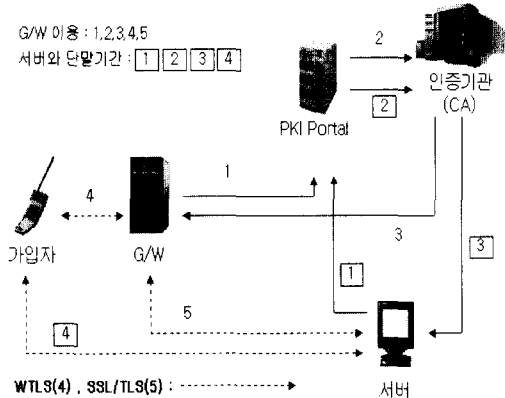 G/W 이용 : 1,2,3,4,5
서버와 단말기간 : 1 2 3 4
2
2
인증기관
(CA)
PKI Portal
1
4
3
3
가입자
G/W
1
5
4
WTLS(4) , SSL/TLS(5) :
서버